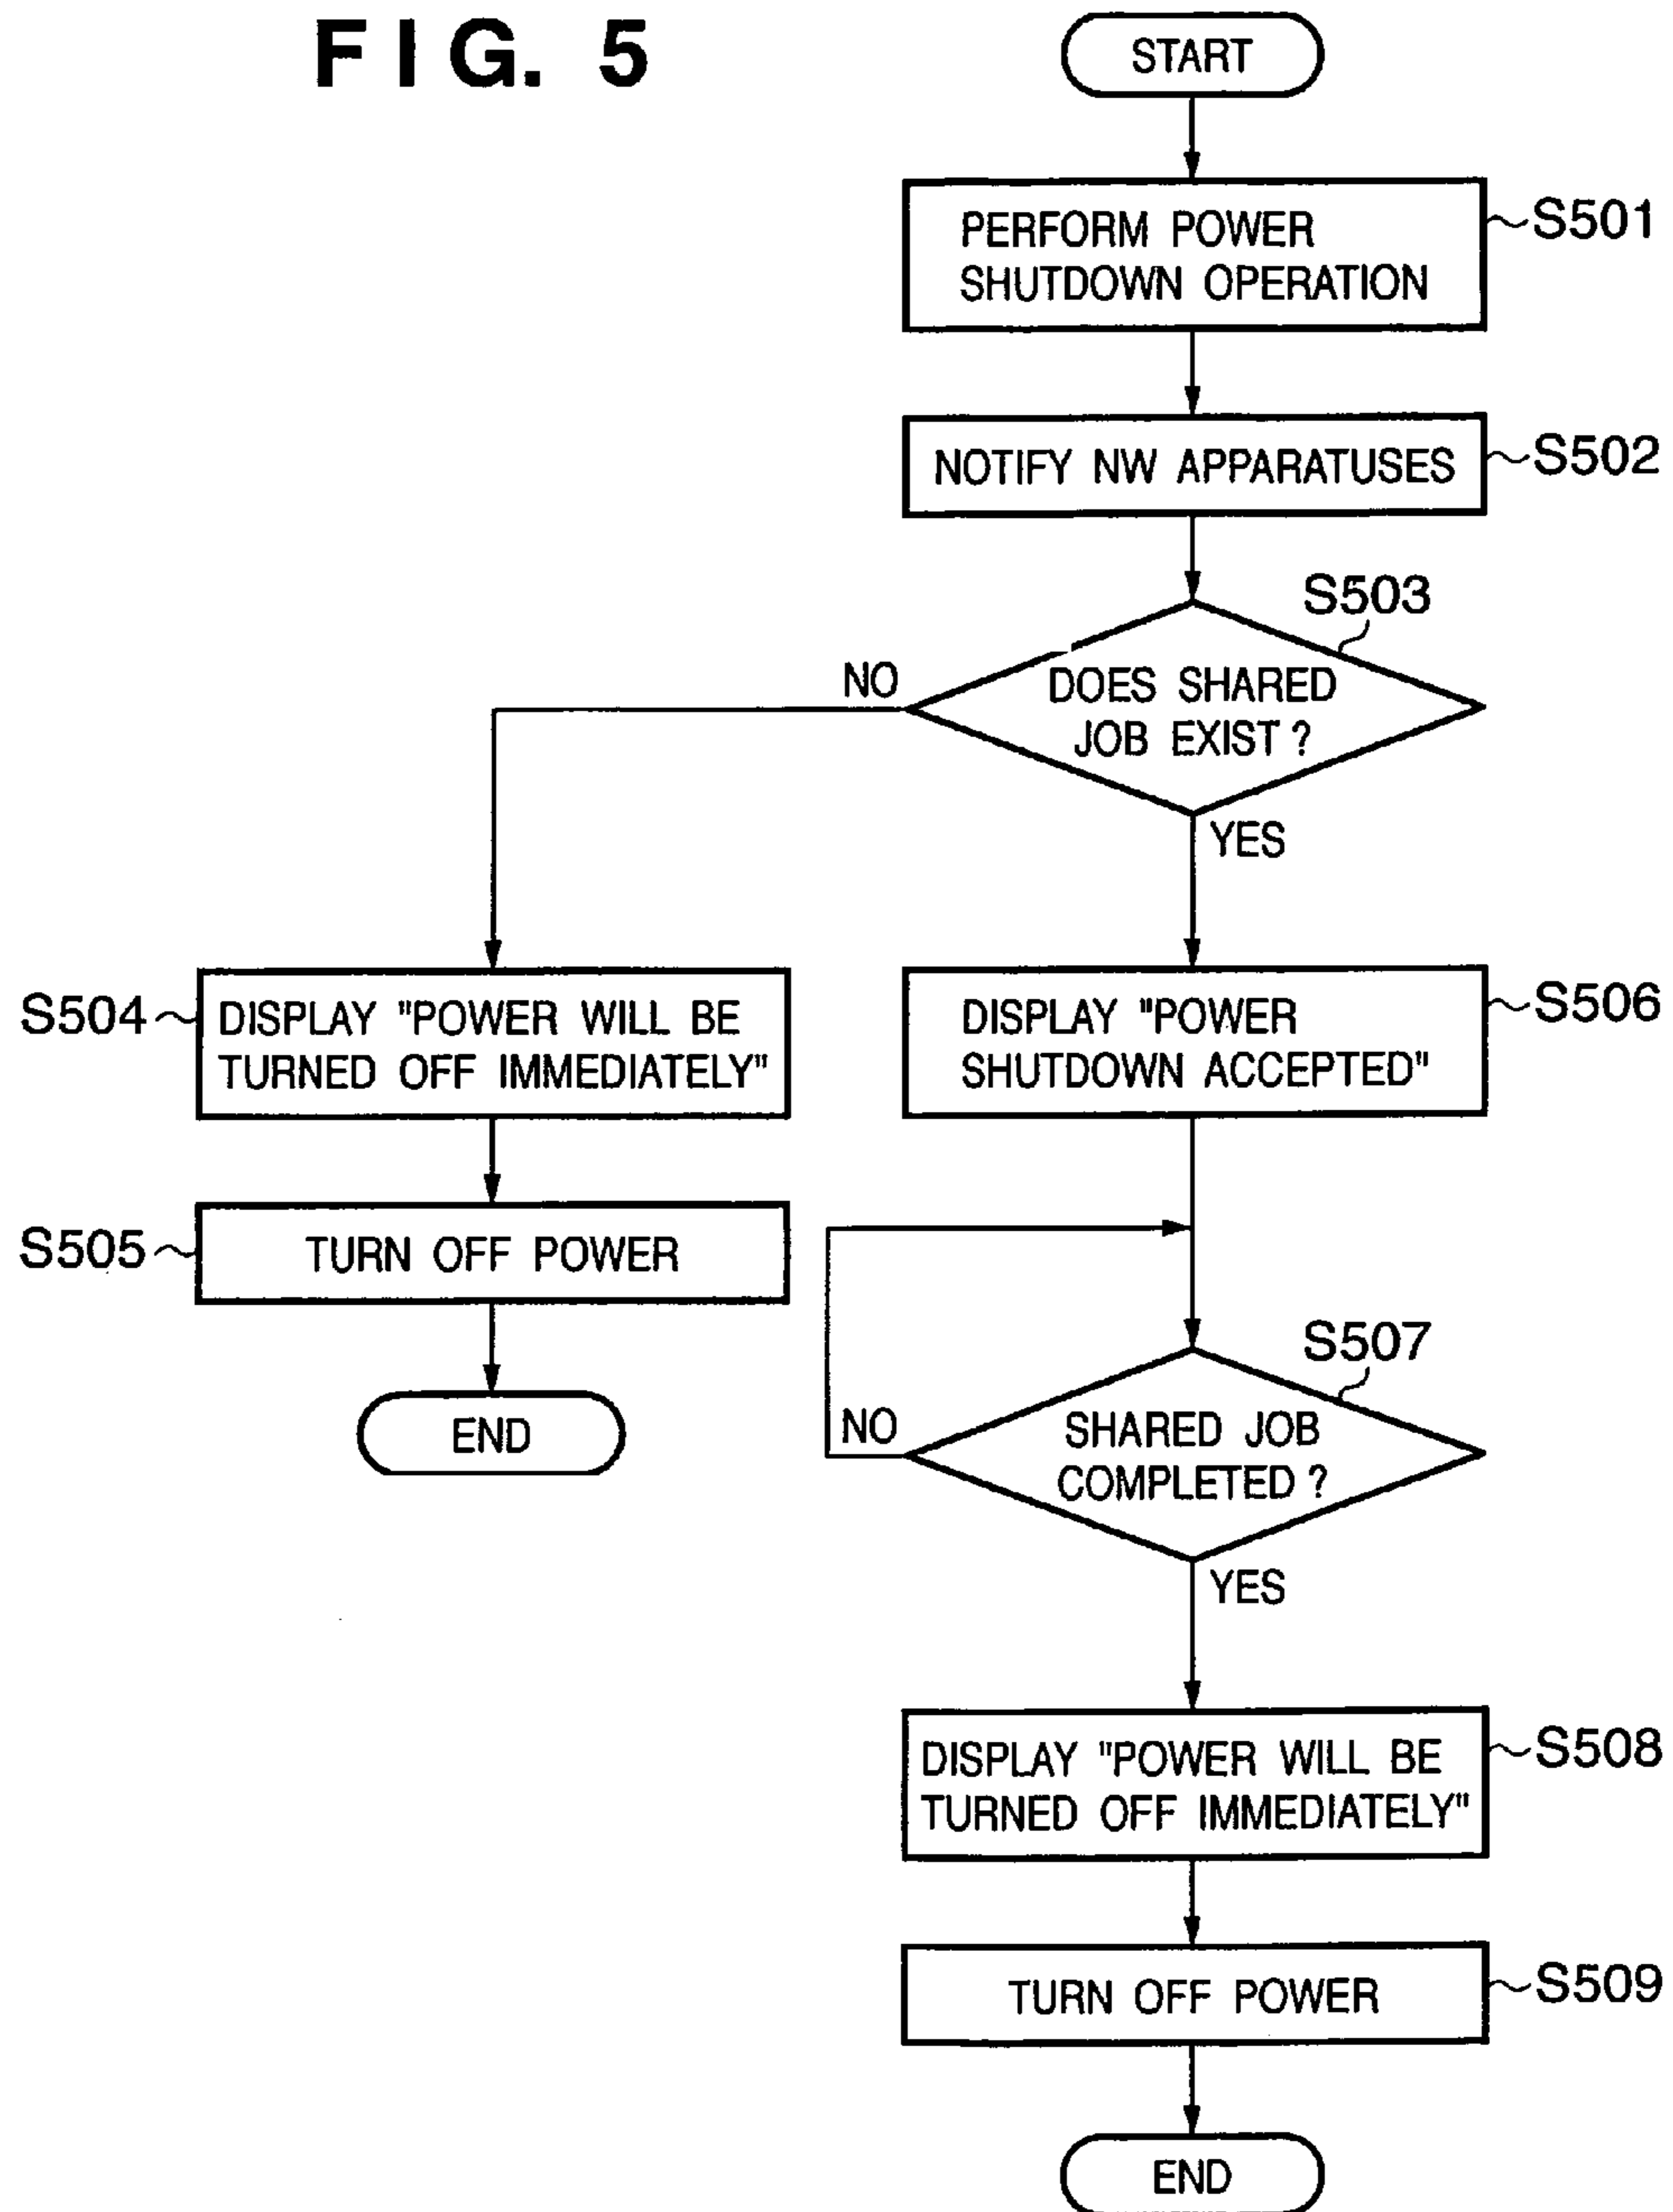 FIG. 5
START
PERFORM POWER
SHUTDOWN OPERATION
S501
NOTIFY NW APPARATUSES
S502
S503
DOES SHARED
JOB EXIST ?
NO
YES
S504
DISPLAY "POWER WILL BE
TURNED OFF IMMEDIATELY"
DISPLAY "POWER
SHUTDOWN ACCEPTED"
S506
S505
TURN OFF POWER
END
S507
SHARED JOB
COMPLETED ?
NO
YES
DISPLAY "POWER WILL BE
TURNED OFF IMMEDIATELY"
S508
TURN OFF POWER
S509
END